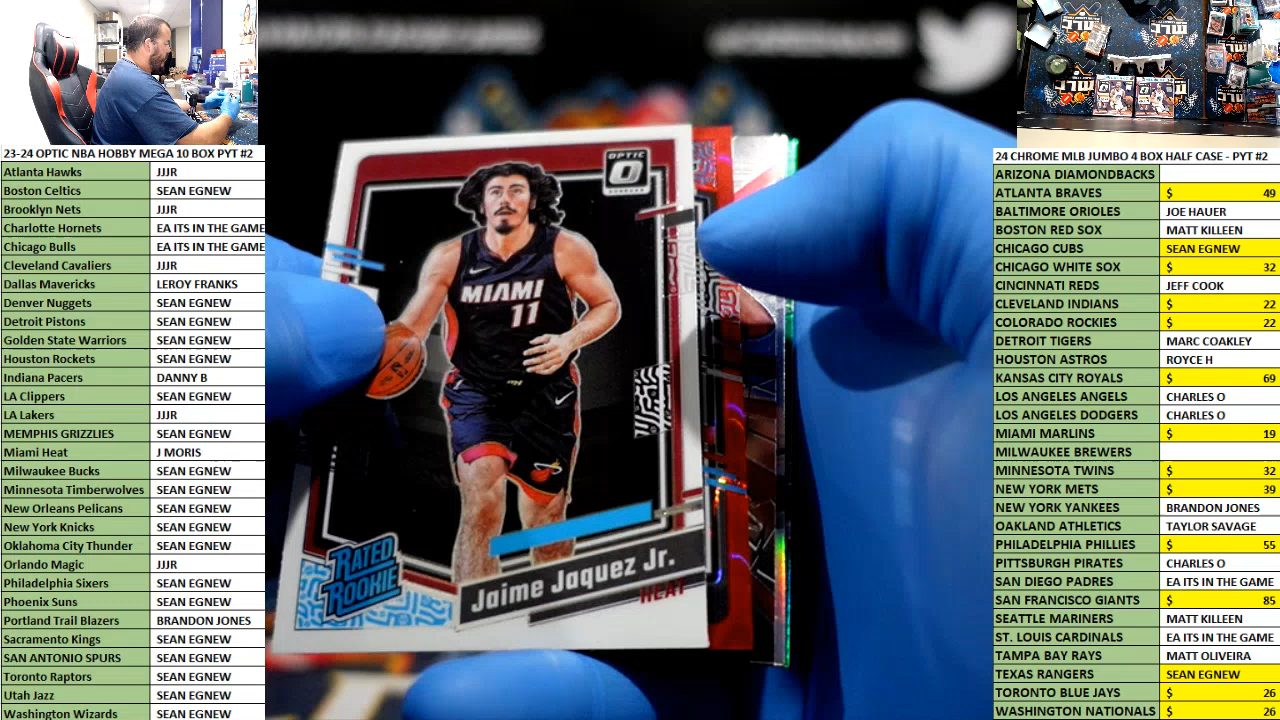 23-24 OPTIC NBA HOBBY MEGA 10 BOX PYT #2
Atlanta Hawks JJJR
Boston Celtics SEAN EGNEW
Brooklyn Nets JJJR
Charlotte Hornets EA ITS IN THE GAME
Chicago Bulls EA ITS IN THE GAME
Cleveland Cavaliers JJJR
Dallas Mavericks LEROY FRANKS
Denver Nuggets SEAN EGNEW
Detroit Pistons SEAN EGNEW
Golden State Warriors SEAN EGNEW
Houston Rockets SEAN EGNEW
Indiana Pacers DANNY B
LA Clippers SEAN EGNEW
LA Lakers JJJR
MEMPHIS GRIZZLIES SEAN EGNEW
Miami Heat J MORIS
Milwaukee Bucks SEAN EGNEW
Minnesota Timberwolves SEAN EGNEW
New Orleans Pelicans SEAN EGNEW
New York Knicks SEAN EGNEW
Oklahoma City Thunder SEAN EGNEW
Orlando Magic JJJR
Philadelphia Sixers SEAN EGNEW
Phoenix Suns SEAN EGNEW
Portland Trail Blazers BRANDON JONES
Sacramento Kings SEAN EGNEW
SAN ANTONIO SPURS SEAN EGNEW
Toronto Raptors SEAN EGNEW
Utah Jazz SEAN EGNEW
Washington Wizards SEAN EGNEW
OPTIC
MIAMI
11
RATED
ROOKIE
Jaime Jaquez Jr.
HEAT
24 CHROME MLB JUMBO 4 BOX HALF CASE - PYT #2
ARIZONA DIAMONDBACKS
ATLANTA BRAVES $ 49
BALTIMORE ORIOLES JOE HAUER
BOSTON RED SOX MATT KILLEEN
CHICAGO CUBS SEAN EGNEW
CHICAGO WHITE SOX $ 32
CINCINNATI REDS JEFF COOK
CLEVELAND INDIANS $ 22
COLORADO ROCKIES $ 22
DETROIT TIGERS MARC COAKLEY
HOUSTON ASTROS ROYCE H
KANSAS CITY ROYALS $ 69
LOS ANGELES ANGELS CHARLES O
LOS ANGELES DODGERS CHARLES O
MIAMI MARLINS $ 19
MILWAUKEE BREWERS
MINNESOTA TWINS $ 32
NEW YORK METS $ 39
NEW YORK YANKEES BRANDON JONES
OAKLAND ATHLETICS TAYLOR SAVAGE
PHILADELPHIA PHILLIES $ 55
PITTSBURGH PIRATES CHARLES O
SAN DIEGO PADRES EA ITS IN THE GAME
SAN FRANCISCO GIANTS $ 85
SEATTLE MARINERS MATT KILLEEN
ST. LOUIS CARDINALS EA ITS IN THE GAME
TAMPA BAY RAYS MATT OLIVEIRA
TEXAS RANGERS SEAN EGNEW
TORONTO BLUE JAYS $ 26
WASHINGTON NATIONALS $ 26